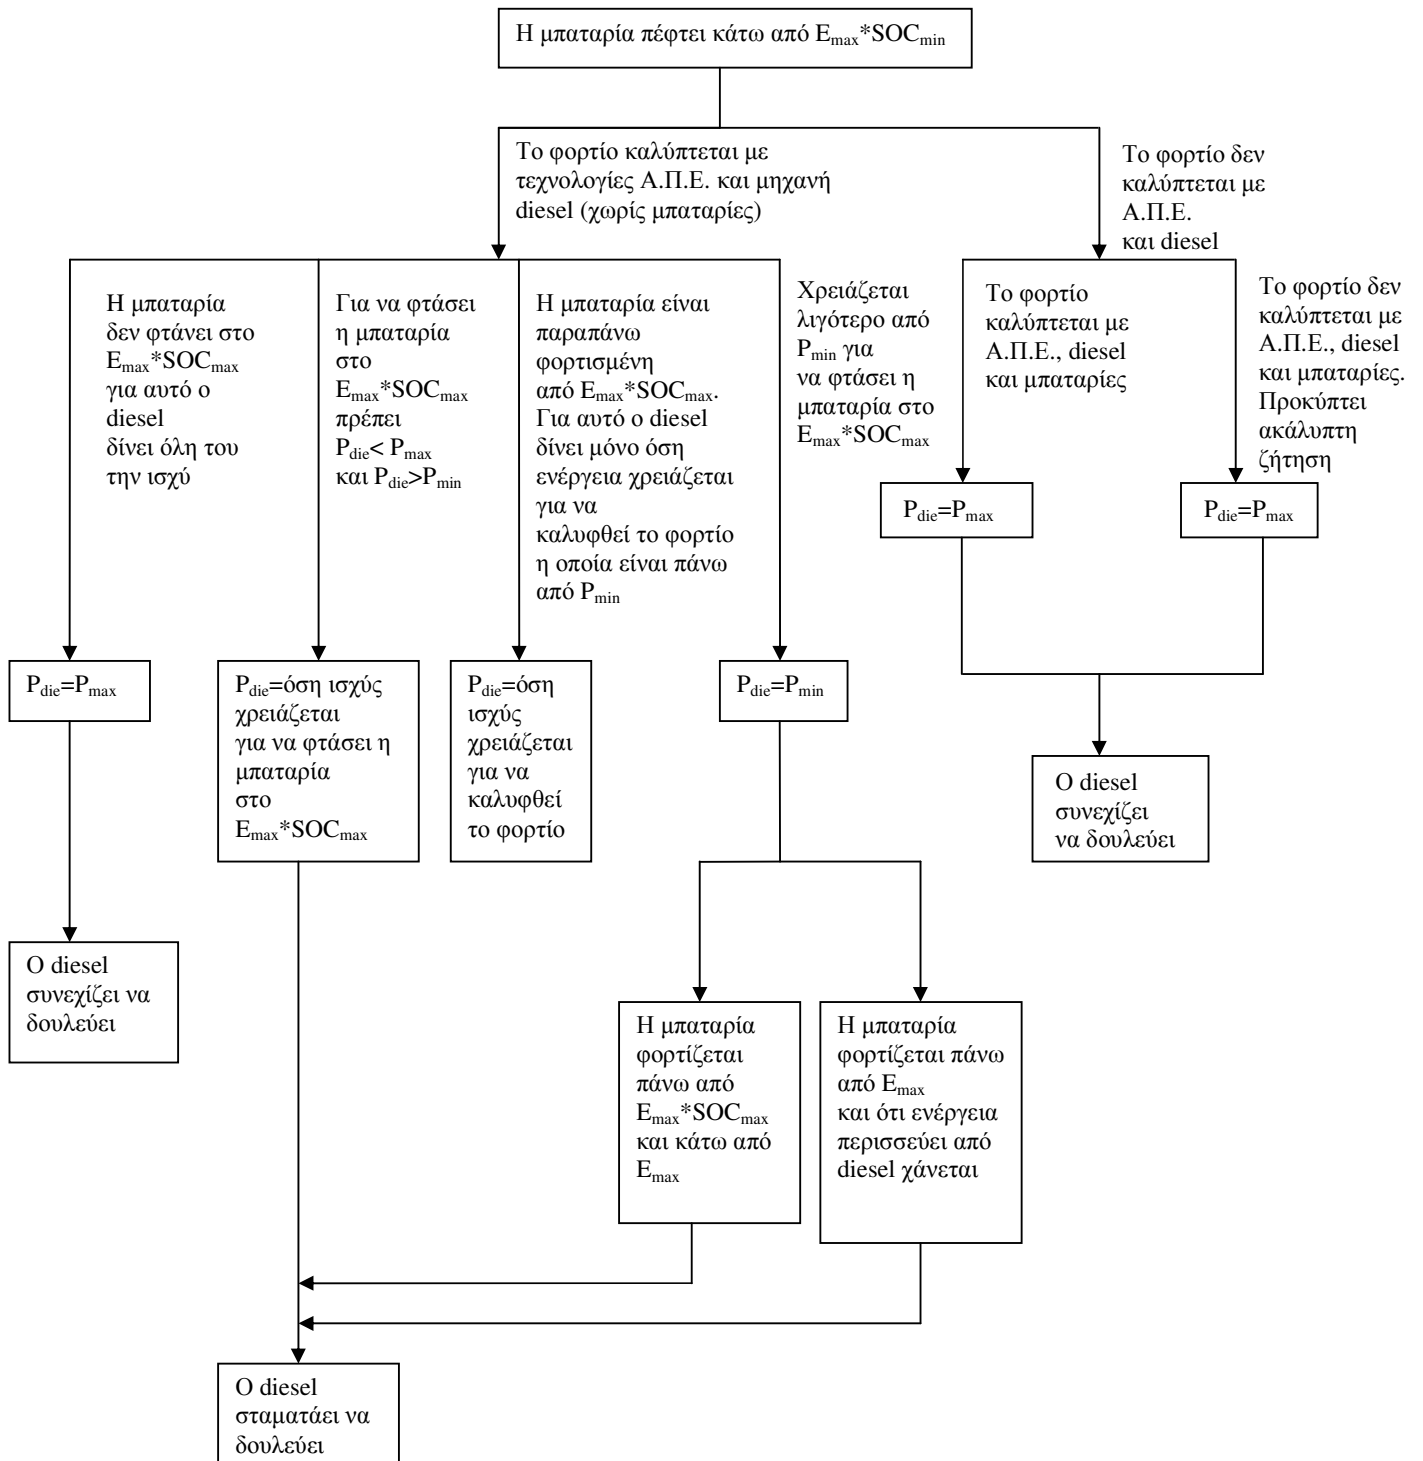 Η μπαταρία πέφτει κάτω από Emax*SOCmin
Το φορτίο καλύπτεται με
τεχνολογίες Α.Π.Ε. και μηχανή
diesel (χωρίς μπαταρίες)
Το φορτίο δεν
καλύπτεται με
Α.Π.Ε.
και diesel
Η μπαταρία
δεν φτάνει στο
Emax*SOCmax
για αυτό ο
diesel
δίνει όλη του
την ισχύ
Για να φτάσει
η μπαταρία
στο
Emax*SOCmax
πρέπει
Pdie< Pmax
και Pdie>Pmin
Η μπαταρία είναι
παραπάνω
φορτισμένη
από Emax*SOCmax.
Για αυτό ο diesel
δίνει μόνο όση
ενέργεια χρειάζεται
για να
καλυφθεί το φορτίο
η οποία είναι πάνω
από Pmin
Χρειάζεται
λιγότερο από
Pmin για
να φτάσει η
μπαταρία στο
Emax*SOCmax
Το φορτίο
καλύπτεται με
Α.Π.Ε., diesel
και μπαταρίες
Το φορτίο δεν
καλύπτεται με
Α.Π.Ε., diesel
και μπαταρίες.
Προκύπτει
ακάλυπτη
ζήτηση
Pdie=Pmax
Pdie=Pmax
Pdie=Pmax
Pdie=όση ισχύς
χρειάζεται
για να φτάσει η
μπαταρία
στο
Emax*SOCmax
Pdie=όση
ισχύς
χρειάζεται
για να
καλυφθεί
το φορτίο
Pdie=Pmin
Ο diesel
συνεχίζει
να δουλεύει
Ο diesel
συνεχίζει να
δουλεύει
Η μπαταρία
φορτίζεται
πάνω από
Emax*SOCmax
και κάτω από
Emax
Η μπαταρία
φορτίζεται πάνω
από Emax
και ότι ενέργεια
περισσεύει από
diesel χάνεται
Ο diesel
σταματάει να
δουλεύει